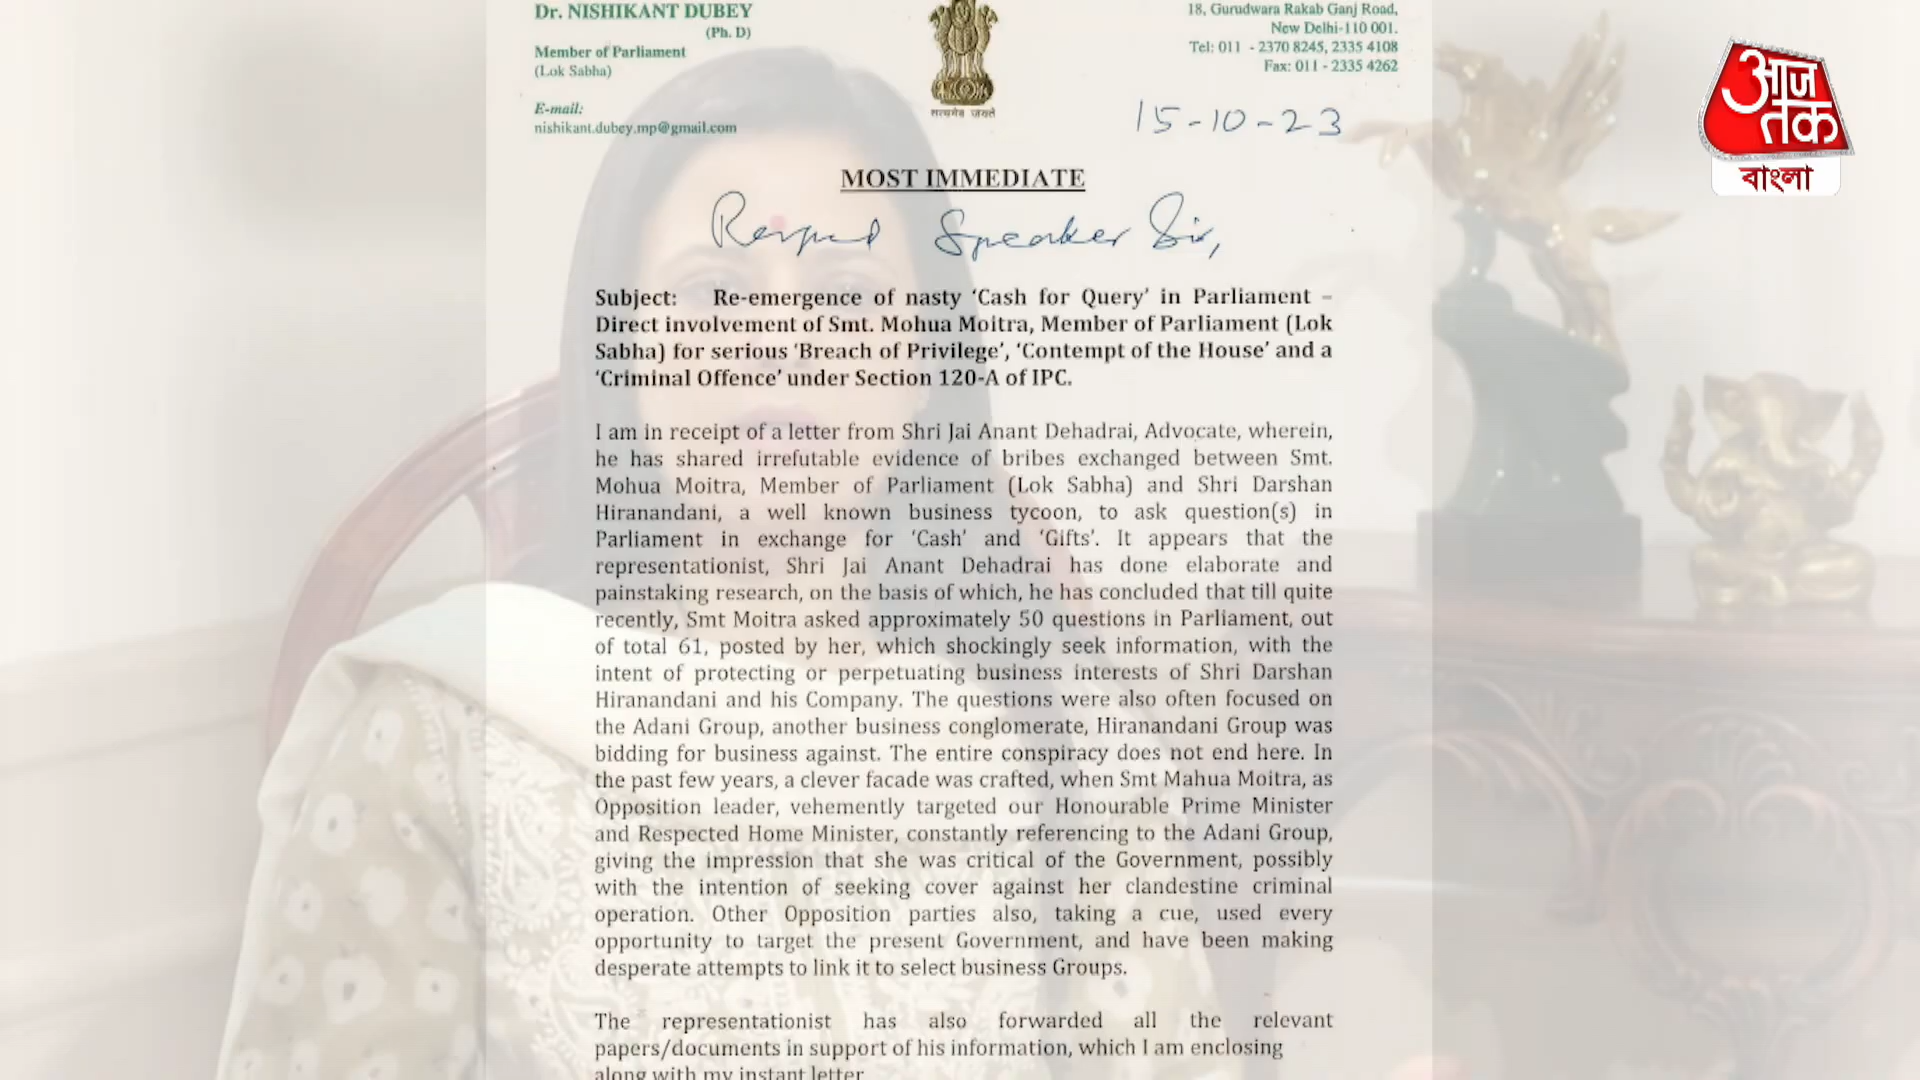 Dr. NISHIKANT DUBEY
(Ph. D)
Member of Parliament
(Lok Sabha)
E-mail:
nishikant.dubey.mp@gmail.com
सत्यमेव जयते
18, Gurudwara Rakab Ganj Road,
New Delhi-110 001.
Tel: 011 - 2370 8245, 2335 4108
Fax: 011 - 2335 4262
15-10-23
आज
तक
বাংলা
MOST IMMEDIATE
Speaker Sir,
Subject: Re-emergence of nasty ‘Cash for Query’ in Parliament –
Direct involvement of Smt. Mohua Moitra, Member of Parliament (Lok
Sabha) for serious ‘Breach of Privilege’, ‘Contempt of the House’ and a
‘Criminal Offence’ under Section 120-A of IPC.
I am in receipt of a letter from Shri Jai Anant Dehadrai, Advocate, wherein,
he has shared irrefutable evidence of bribes exchanged between Smt.
Mohua Moitra, Member of Parliament (Lok Sabha) and Shri Darshan
Hiranandani, a well known business tycoon, to ask question(s) in
Parliament in exchange for ‘Cash’ and ‘Gifts’. It appears that the
representationist, Shri Jai Anant Dehadrai has done elaborate and
painstaking research, on the basis of which, he has concluded that till quite
recently, Smt Moitra asked approximately 50 questions in Parliament, out
of total 61, posted by her, which shockingly seek information, with the
intent of protecting or perpetuating business interests of Shri Darshan
Hiranandani and his Company. The questions were also often focused on
the Adani Group, another business conglomerate, Hiranandani Group was
bidding for business against. The entire conspiracy does not end here. In
the past few years, a clever facade was crafted, when Smt Mahua Moitra, as
Opposition leader, vehemently targeted our Honourable Prime Minister
and Respected Home Minister, constantly referencing to the Adani Group,
giving the impression that she was critical of the Government, possibly
with the intention of seeking cover against her clandestine criminal
operation. Other Opposition parties also, taking a cue, used every
opportunity to target the present Government, and have been making
desperate attempts to link it to select business Groups.
The representationist has also forwarded all the relevant
papers/documents in support of his information, which I am enclosing
along with my instant letter